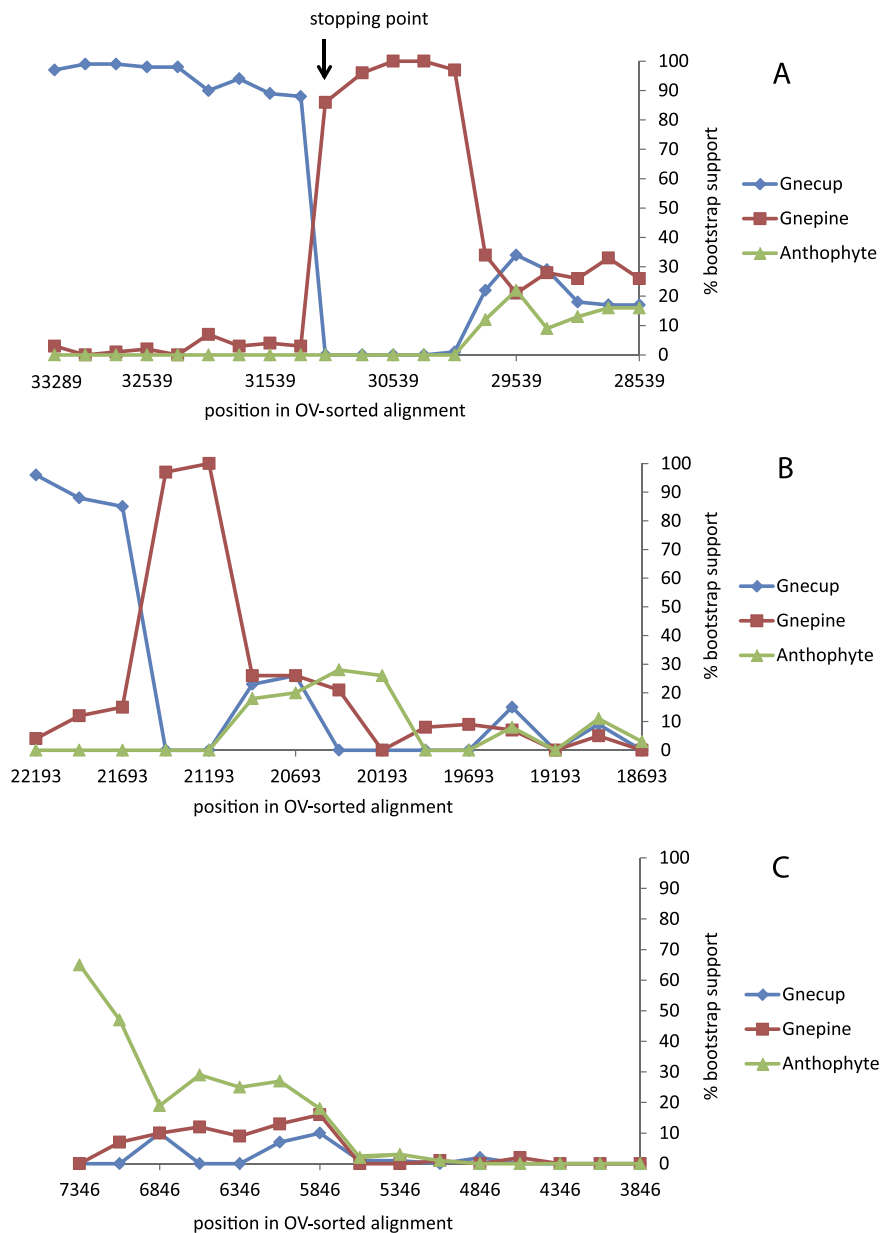 stopping point
A
100
90
80
70
60
50
40
30
20
10
0
% bootstrap support
Gnecup
Gnepine
Anthophyte
33289 32539 31539 30539 29539 28539
position in OV-sorted alignment
B
100
90
80
70
60
50
40
30
20
10
0
% bootstrap support
Gnecup
Gnepine
Anthophyte
22193 21693 21193 20693 20193 19693 19193 18693
position in OV-sorted alignment
C
100
90
80
70
60
50
40
30
20
10
0
% bootstrap support
Gnecup
Gnepine
Anthophyte
7346 6846 6346 5846 5346 4846 4346 3846
position in OV-sorted alignment